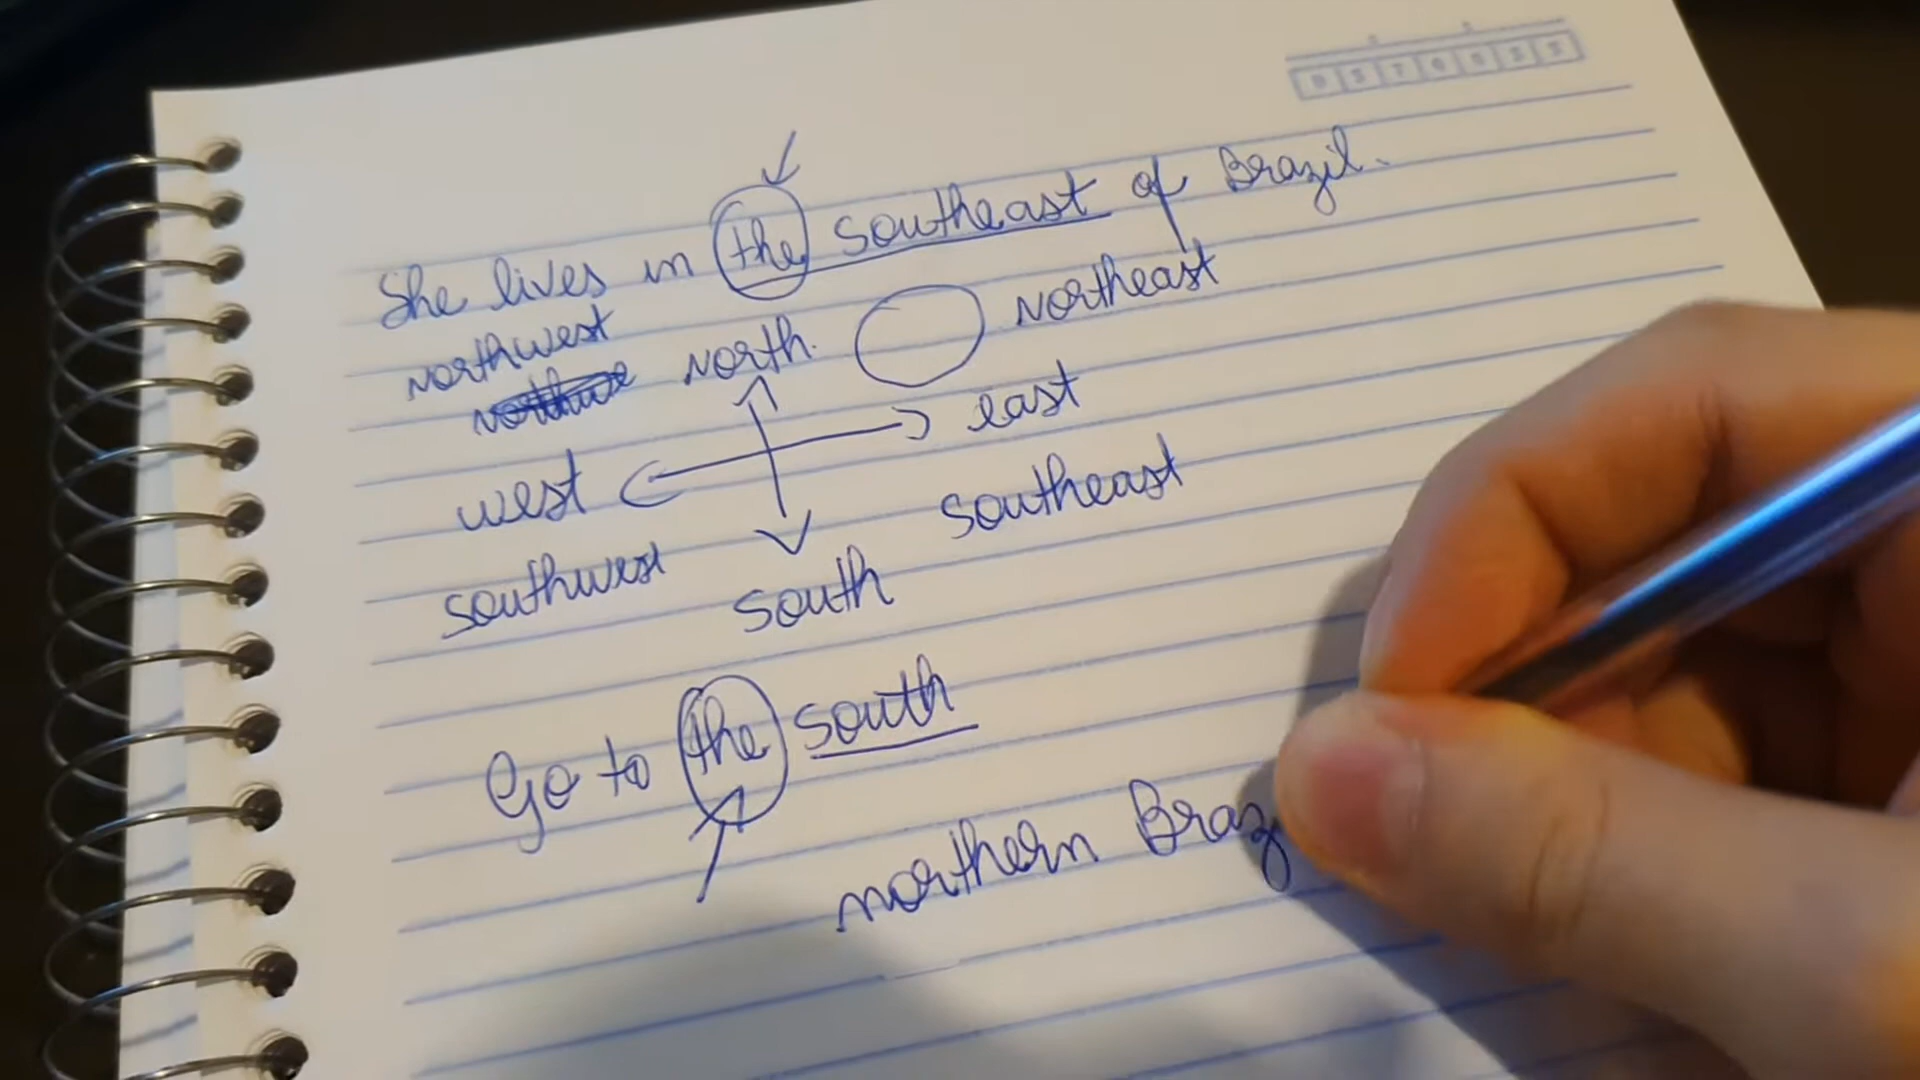 She lives in the southeast of Brazil.
northwest
north.
northeast
west
east
southwest
south
southeast
Go to the south
northern Braz